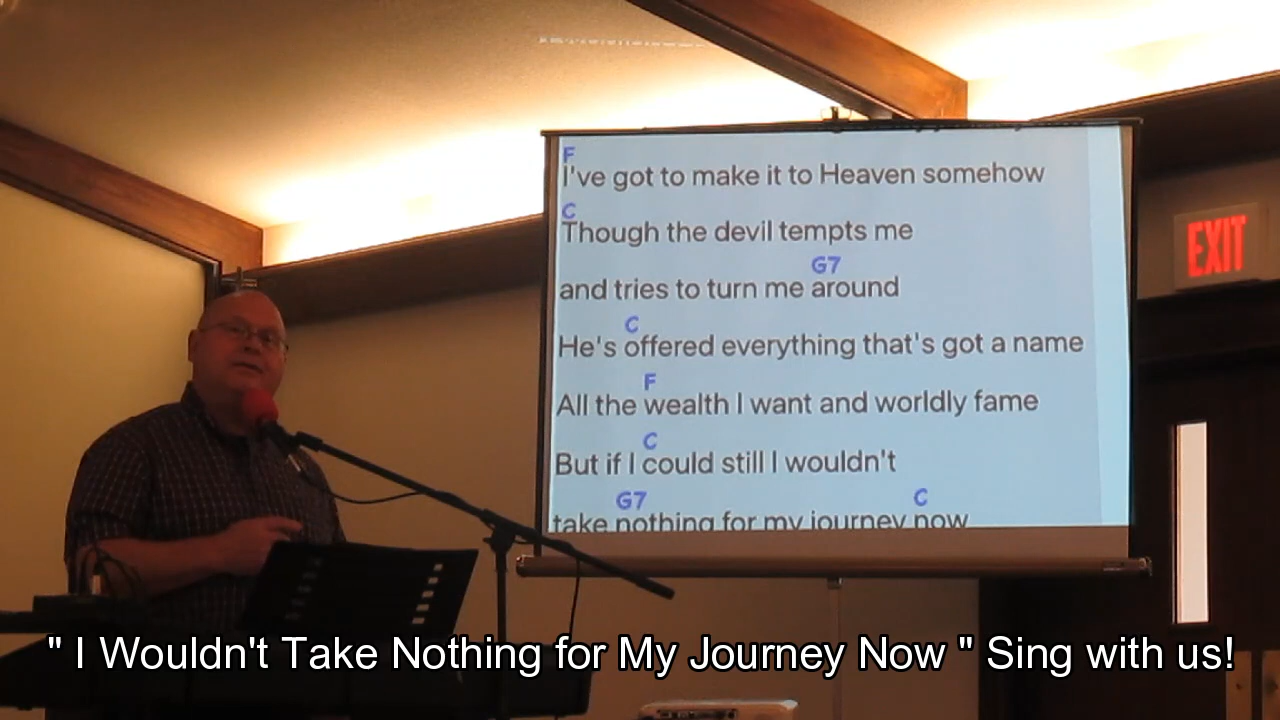 F
I've got to make it to Heaven somehow
C
Though the devil tempts me
G7
and tries to turn me around
C
He's offered everything that's got a name
F
All the wealth I want and worldly fame
C
But if I could still I wouldn't
G7 C
take nothing for my journey now
EXIT
" I Wouldn't Take Nothing for My Journey Now " Sing with us!